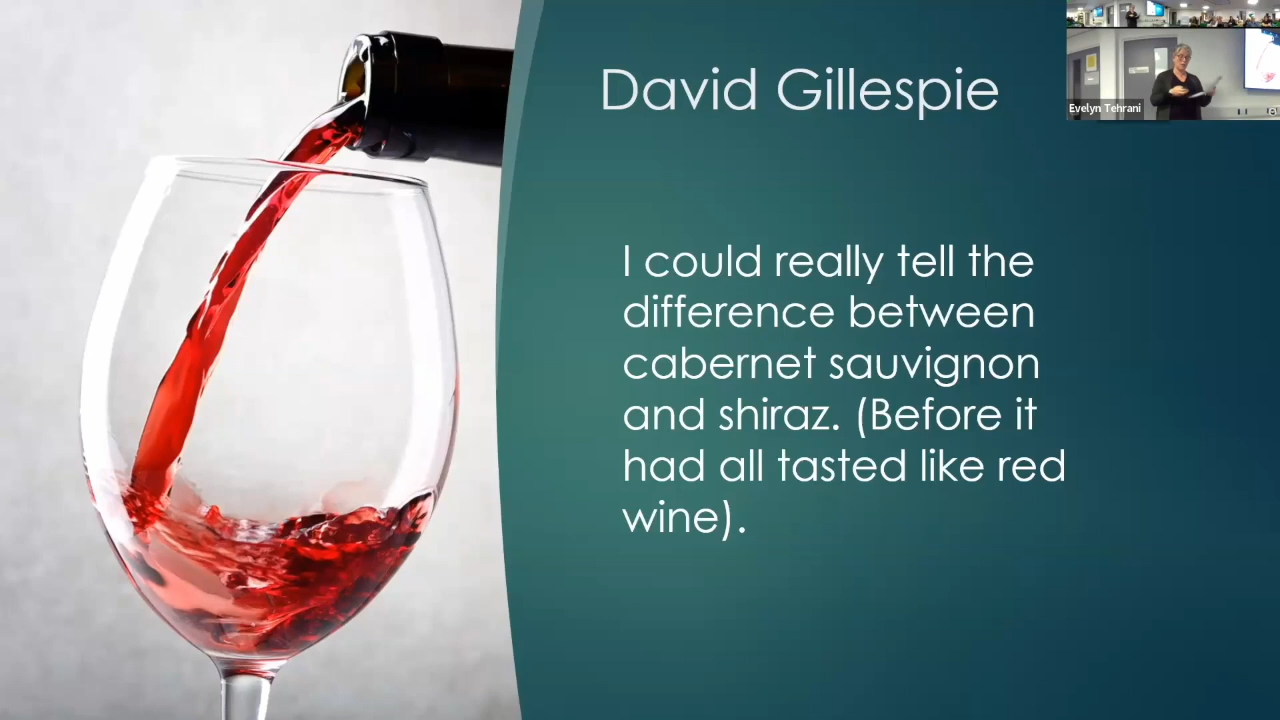 David Gillespie
Evelyn Tehrani
I could really tell the
difference between
cabernet sauvignon
and shiraz. (Before it
had all tasted like red
wine).